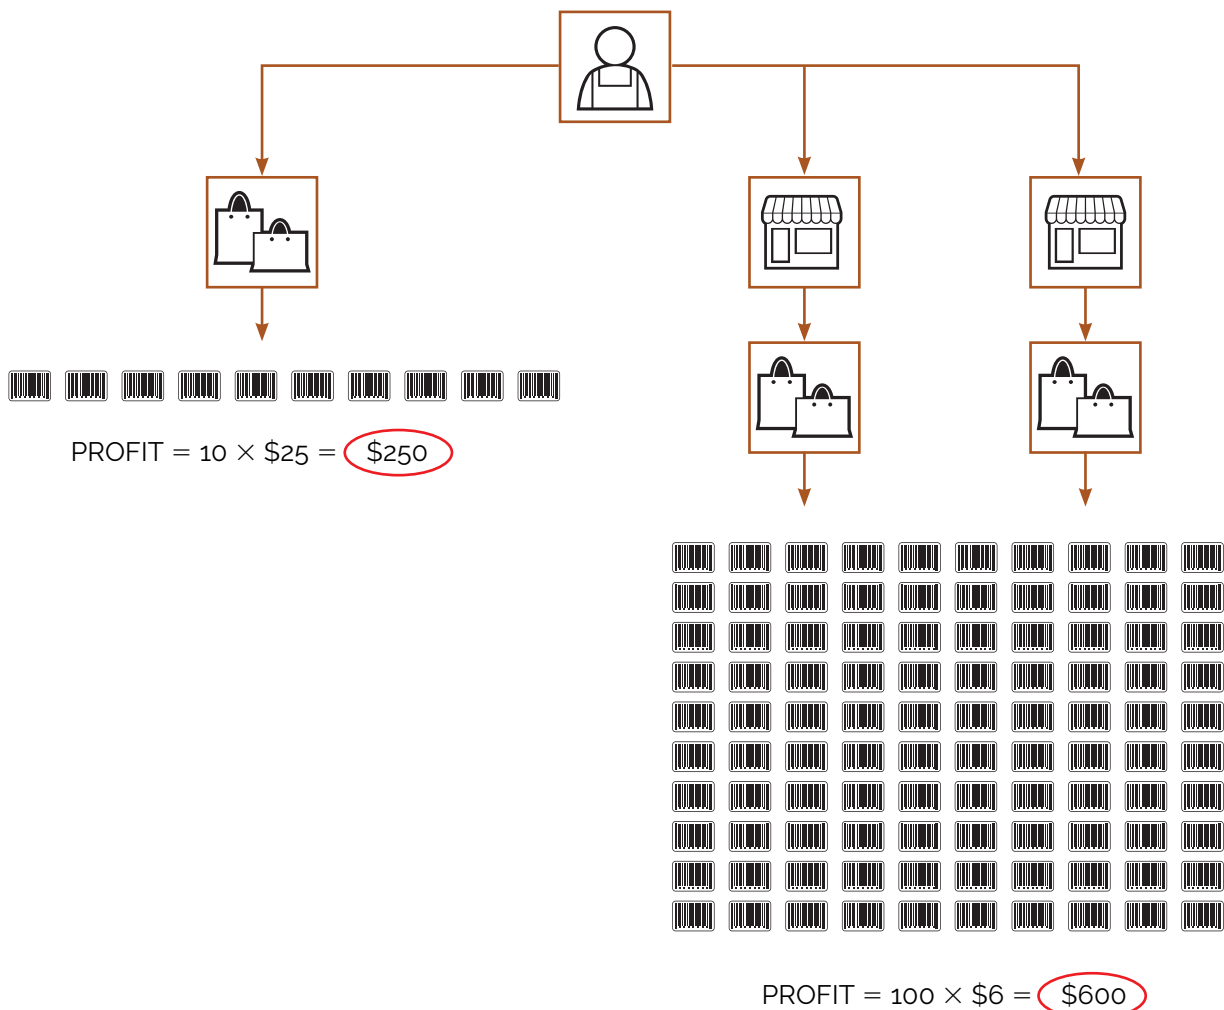 PROFIT = 10 × $25 = $250
PROFIT = 100 × $6 = $600